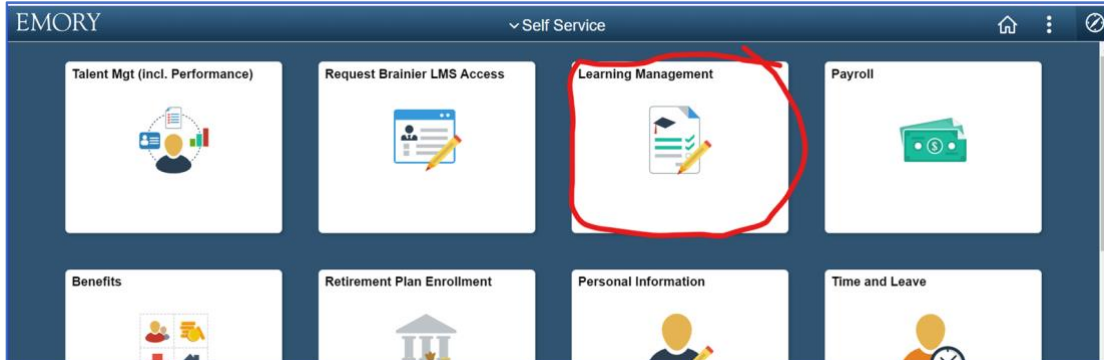 EMORY
Self Service
Talent Mgt (incl. Performance)
Request Brainier LMS Access
Learning Management
Payroll
$
Benefits
Retirement Plan Enrollment
Personal Information
Time and Leave